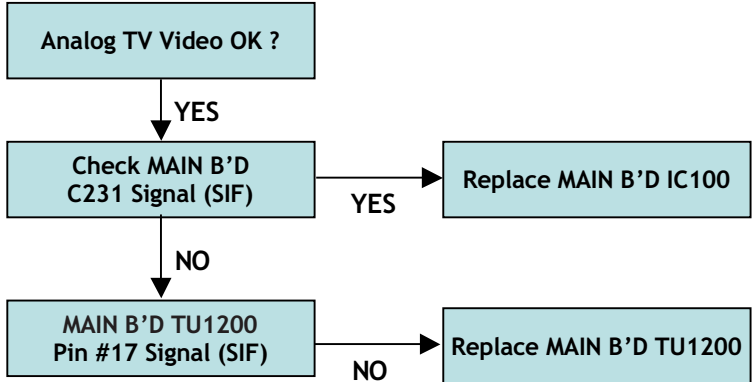 Analog TV Video OK ?
YES
Check MAIN B’D
C231 Signal (SIF)
YES
Replace MAIN B’D IC100
NO
MAIN B’D TU1200
Pin #17 Signal (SIF)
NO
Replace MAIN B’D TU1200